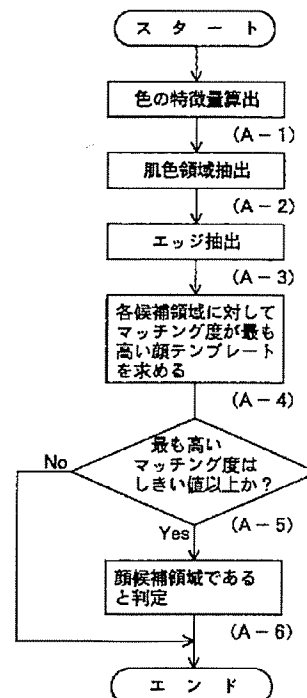 スタート
色の特徴量算出
(A-1)
肌色領域抽出
(A-2)
エッジ抽出
(A-3)
各候補領域に対して
マッチング度が最も
高い顔テンプレート
を求める
(A-4)
No
最も高い
マッチング度は
しきい値以上か?
Yes
(A-5)
顔候補領域である
と判定
(A-6)
エンド